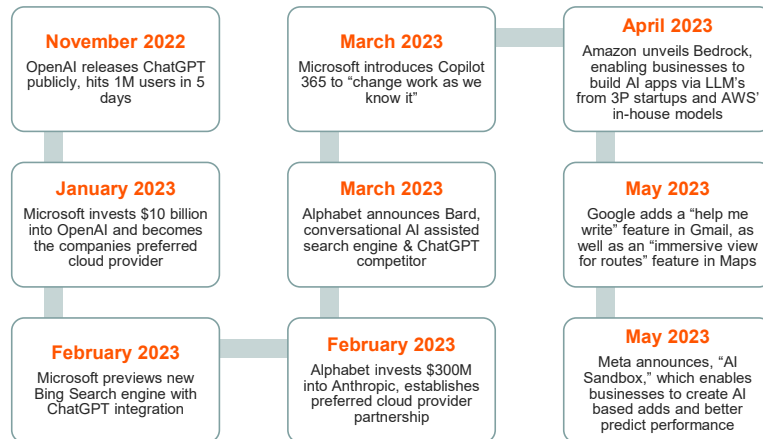 November 2022
OpenAI releases ChatGPT
publicly, hits 1M users in 5
days
January 2023
Microsoft invests $10 billion
into OpenAI and becomes
the companies preferred
cloud provider
February 2023
Microsoft previews new
Bing Search engine with
ChatGPT integration
February 2023
Alphabet invests $300M
into Anthropic, establishes
preferred cloud provider
partnership
March 2023
Alphabet announces Bard,
conversational AI assisted
search engine & ChatGPT
competitor
March 2023
Microsoft introduces Copilot
365 to “change work as we
know it”
April 2023
Amazon unveils Bedrock,
enabling businesses to
build AI apps via LLM’s
from 3P startups and AWS’
in-house models
May 2023
Google adds a “help me
write” feature in Gmail, as
well as an “immersive view
for routes” feature in Maps
May 2023
Meta announces, “AI
Sandbox,” which enables
businesses to create AI
based adds and better
predict performance